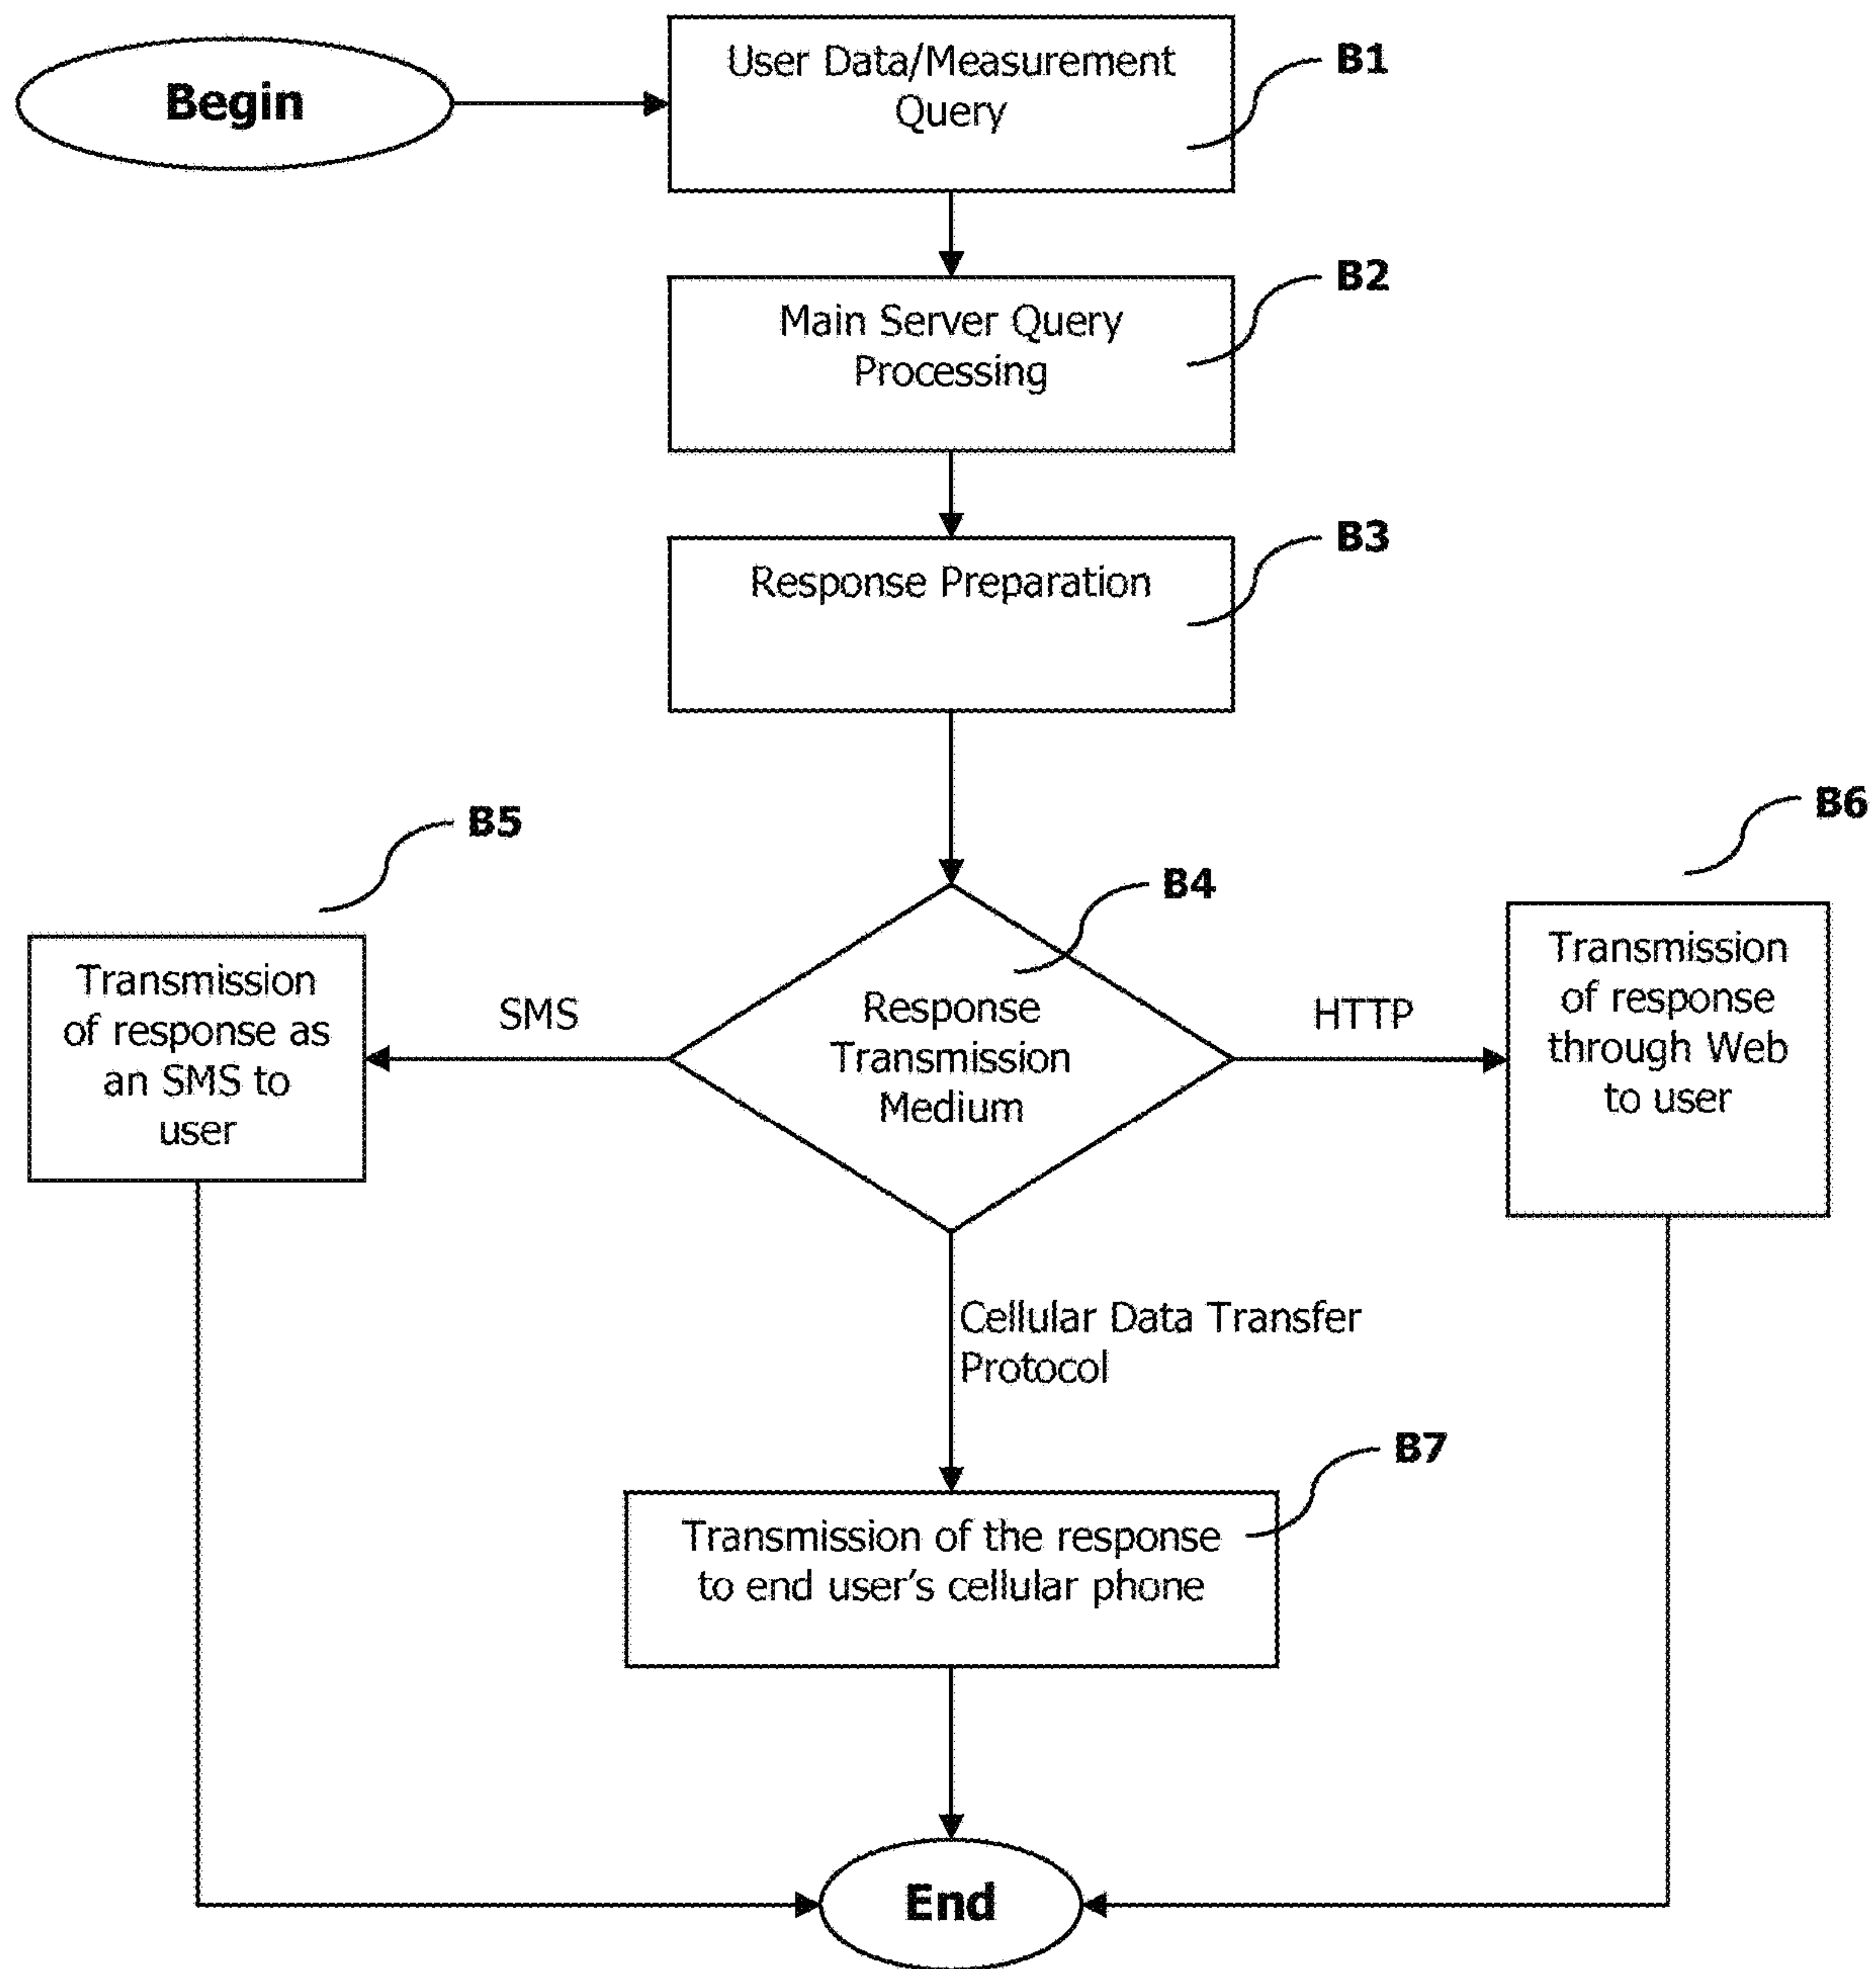 Begin
User Data/Measurement
Query
B1
Main Server Query
Processing
B2
Response Preparation
B3
B5
B4
B6
Transmission
of response as
an SMS to
user
SMS
Response
Transmission
Medium
HTTP
Transmission
of response
through Web
to user
Cellular Data Transfer
Protocol
B7
Transmission of the response
to end user's cellular phone
End